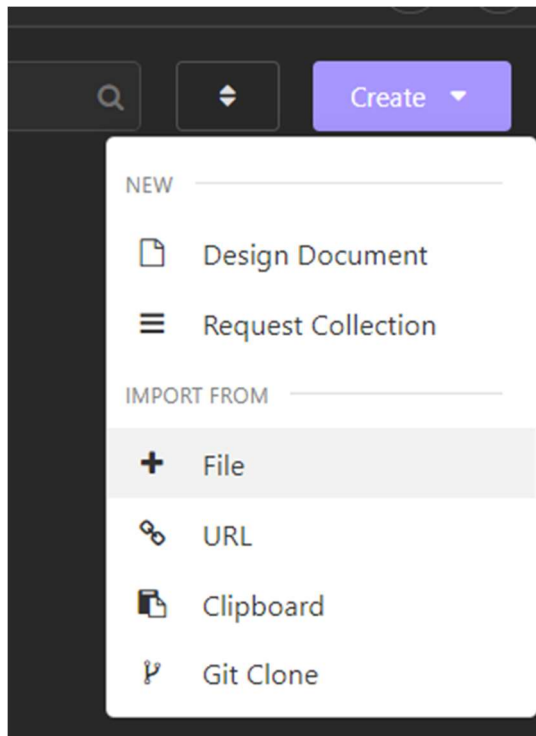 Create
NEW
Design Document
Request Collection
IMPORT FROM
File
URL
Clipboard
Git Clone